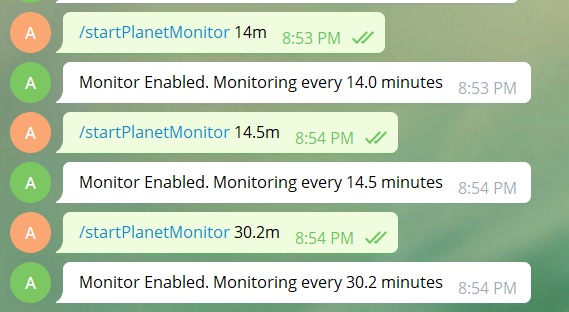 A
/startPlanetMonitor 14m 8:53 PM
A
Monitor Enabled. Monitoring every 14.0 minutes 8:53 PM
A
/startPlanetMonitor 14.5m 8:54 PM
A
Monitor Enabled. Monitoring every 14.5 minutes 8:54 PM
A
/startPlanetMonitor 30.2m 8:54 PM
A
Monitor Enabled. Monitoring every 30.2 minutes 8:54 PM